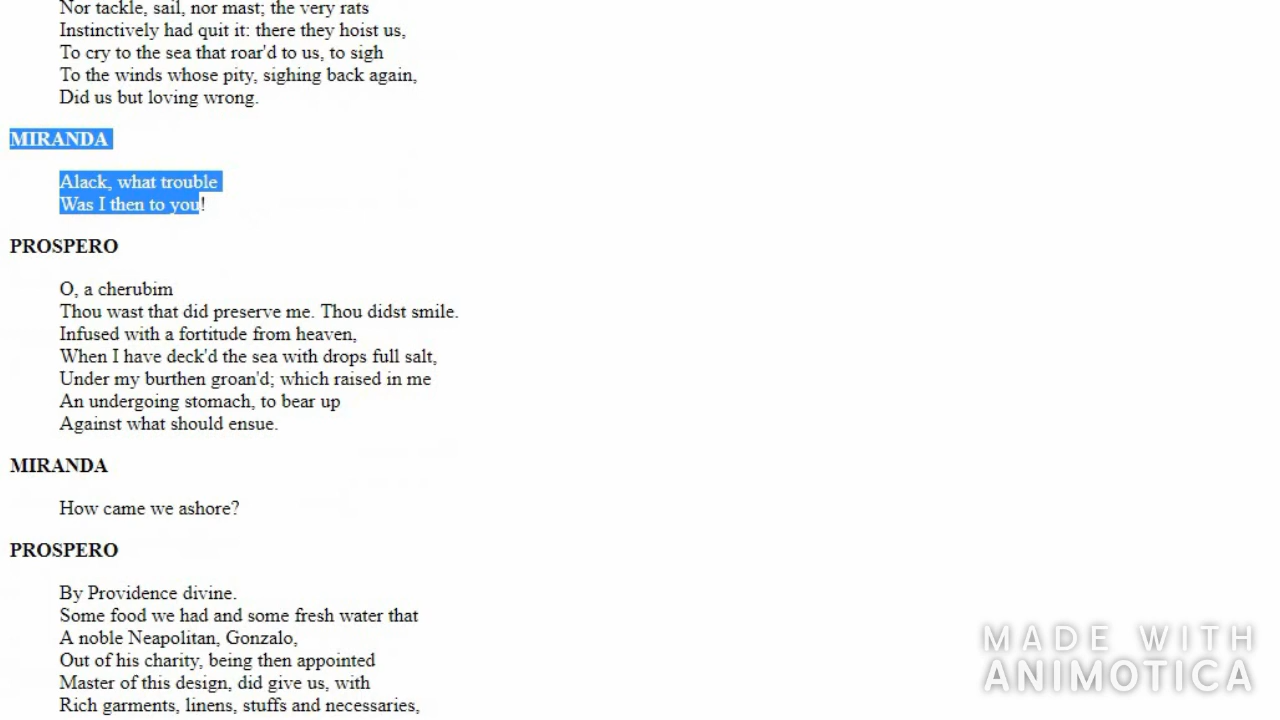 Nor tackle, sail, nor mast; the very rats
Instinctively had quit it: there they hoist us,
To cry to the sea that roar'd to us, to sigh
To the winds whose pity, sighing back again,
Did us but loving wrong.
MIRANDA
Alack, what trouble
Was I then to you!
PROSPERO
O, a cherubim
Thou wast that did preserve me. Thou didst smile.
Infused with a fortitude from heaven,
When I have deck'd the sea with drops full salt,
Under my burthen groan'd; which raised in me
An undergoing stomach, to bear up
Against what should ensue.
MIRANDA
How came we ashore?
PROSPERO
By Providence divine.
Some food we had and some fresh water that
A noble Neapolitan, Gonzalo,
Out of his charity, being then appointed
Master of this design, did give us, with
Rich garments, linens, stuffs and necessaries,
MADE WITH
ANIMOTICA